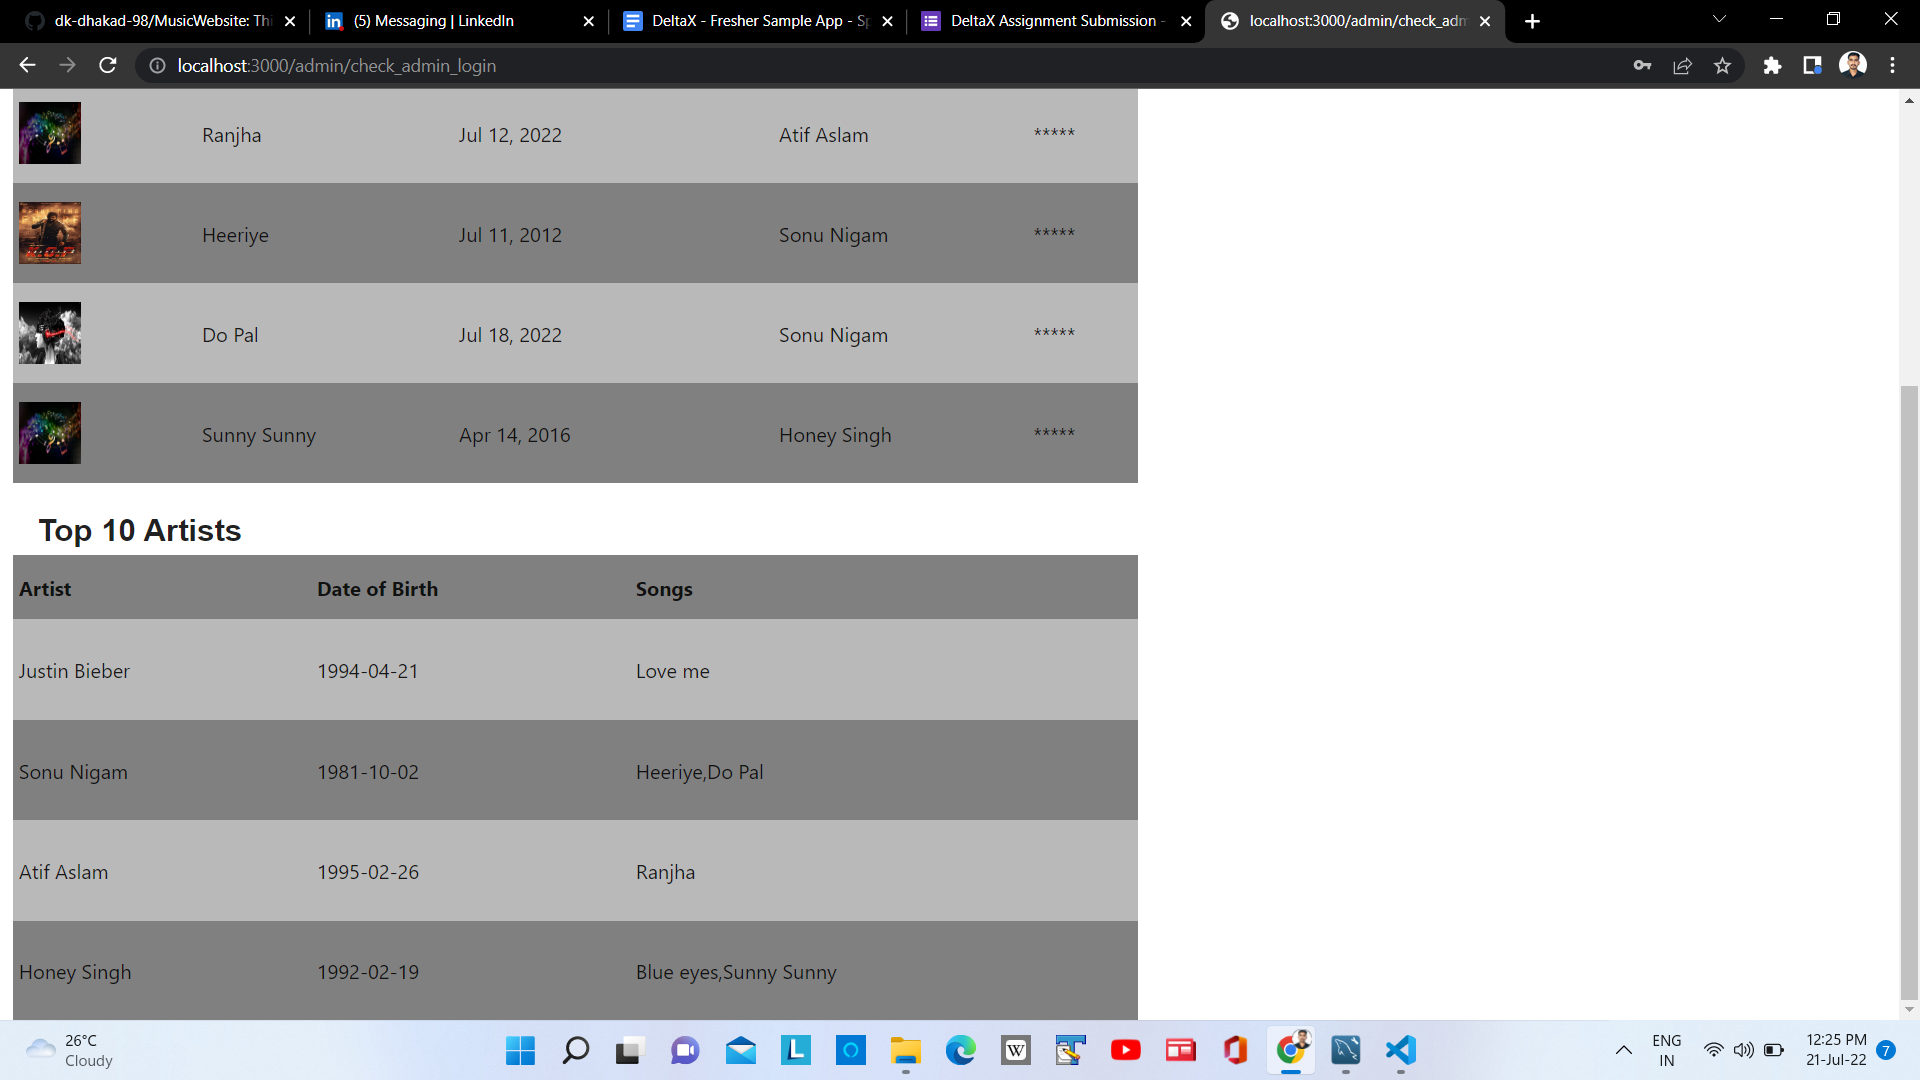 dk-dhakad-98/MusicWebsite: Thi
(5) Messaging | LinkedIn
DeltaX - Fresher Sample App - Sp
DeltaX Assignment Submission -
localhost:3000/admin/check_adm
localhost:3000/admin/check_admin_login
Ranjha Jul 12, 2022 Atif Aslam *****
Heeriye Jul 11, 2012 Sonu Nigam *****
Do Pal Jul 18, 2022 Sonu Nigam *****
Sunny Sunny Apr 14, 2016 Honey Singh *****
Top 10 Artists
Artist Date of Birth Songs
Justin Bieber 1994-04-21 Love me
Sonu Nigam 1981-10-02 Heeriye,Do Pal
Atif Aslam 1995-02-26 Ranjha
Honey Singh 1992-02-19 Blue eyes,Sunny Sunny
26°C
Cloudy
ENG
IN
12:25 PM
21-Jul-22
7